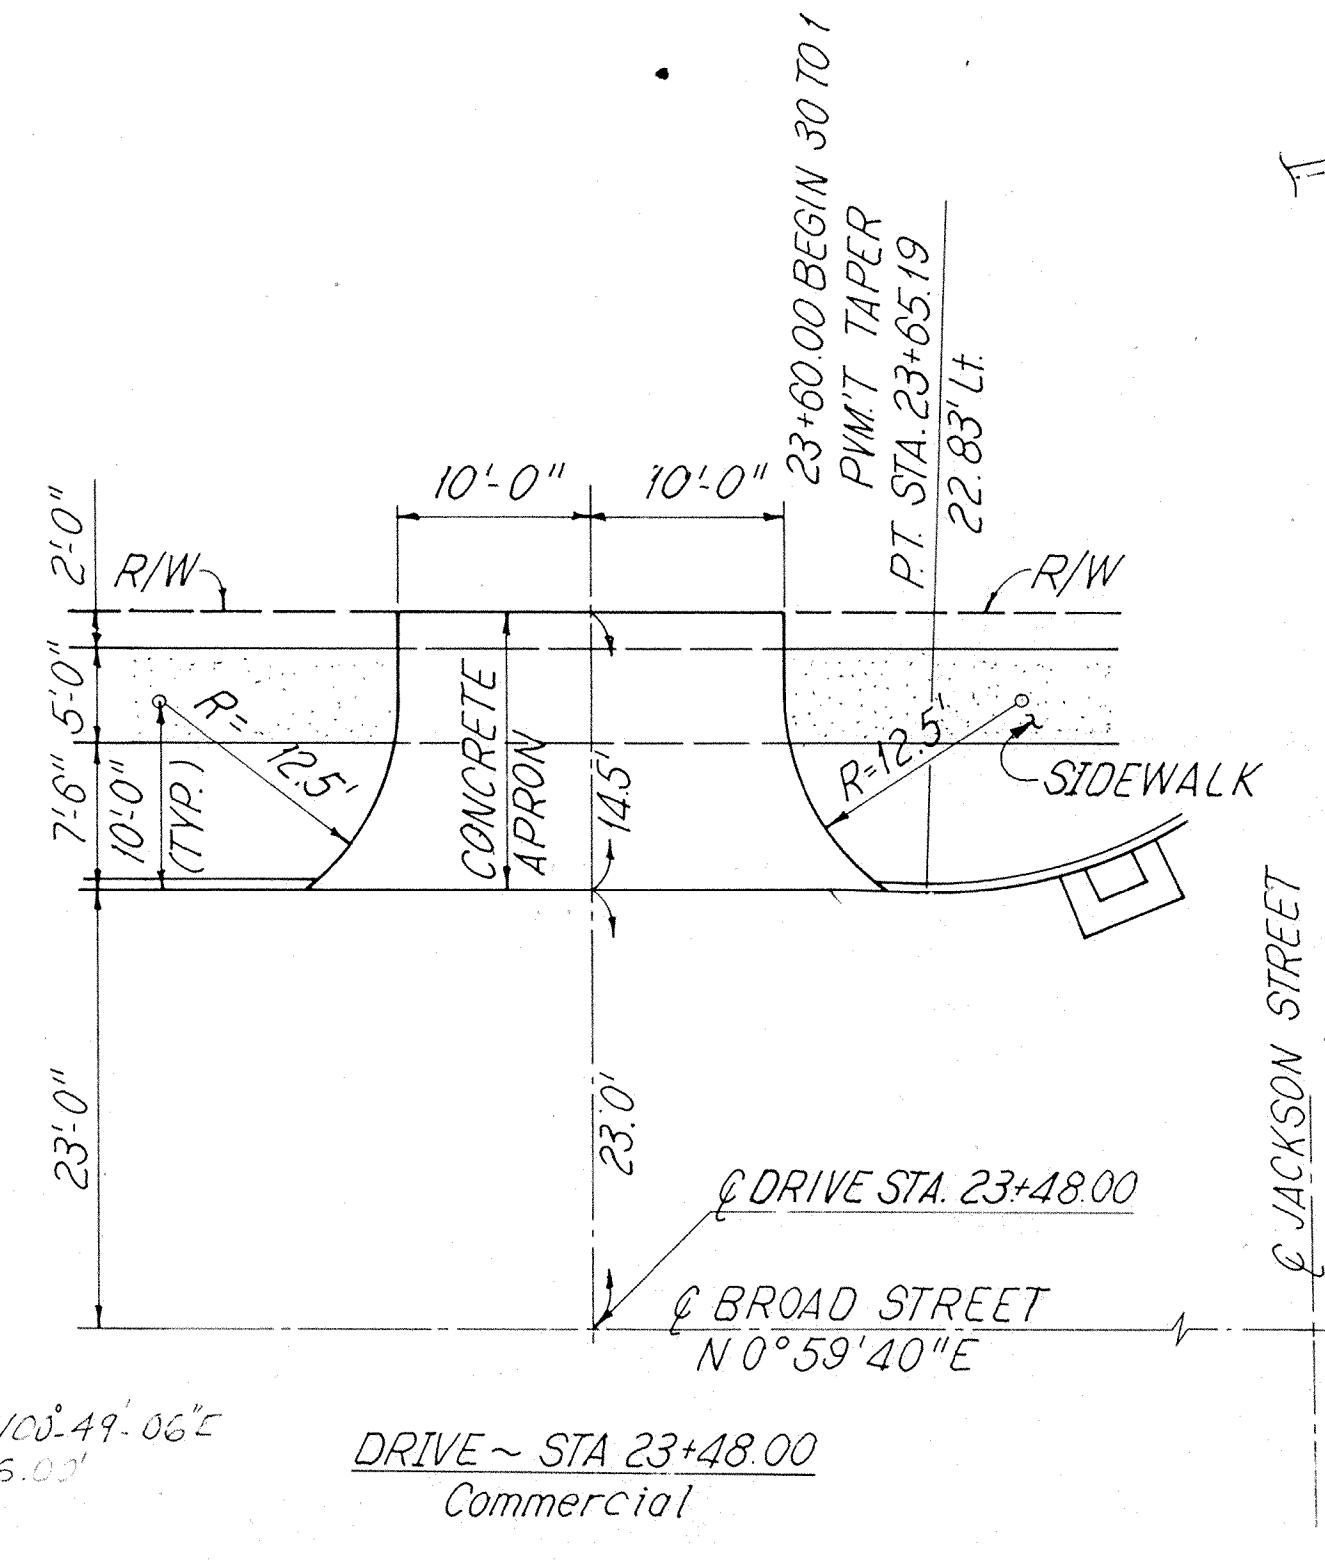 23+60.00 BEGIN 30 TO 1
PVM'T TAPER
P.T. STA. 23+65.19
22.83' Lt.
10'-0"
10'-0"
2'-0"
R/W
R/W
5'-0"
7'-6"
10'-0"
(TYP.)
R=
12.5'
CONCRETE
APRON
14.5'
R=12.5'
SIDEWALK
23'-0"
23.0'
℄ JACKSON STREET
℄ DRIVE STA. 23+48.00
℄ BROAD STREET
N 0°59'40"E
49'-06"E
DRIVE ~ STA 23+48.00
Commercial